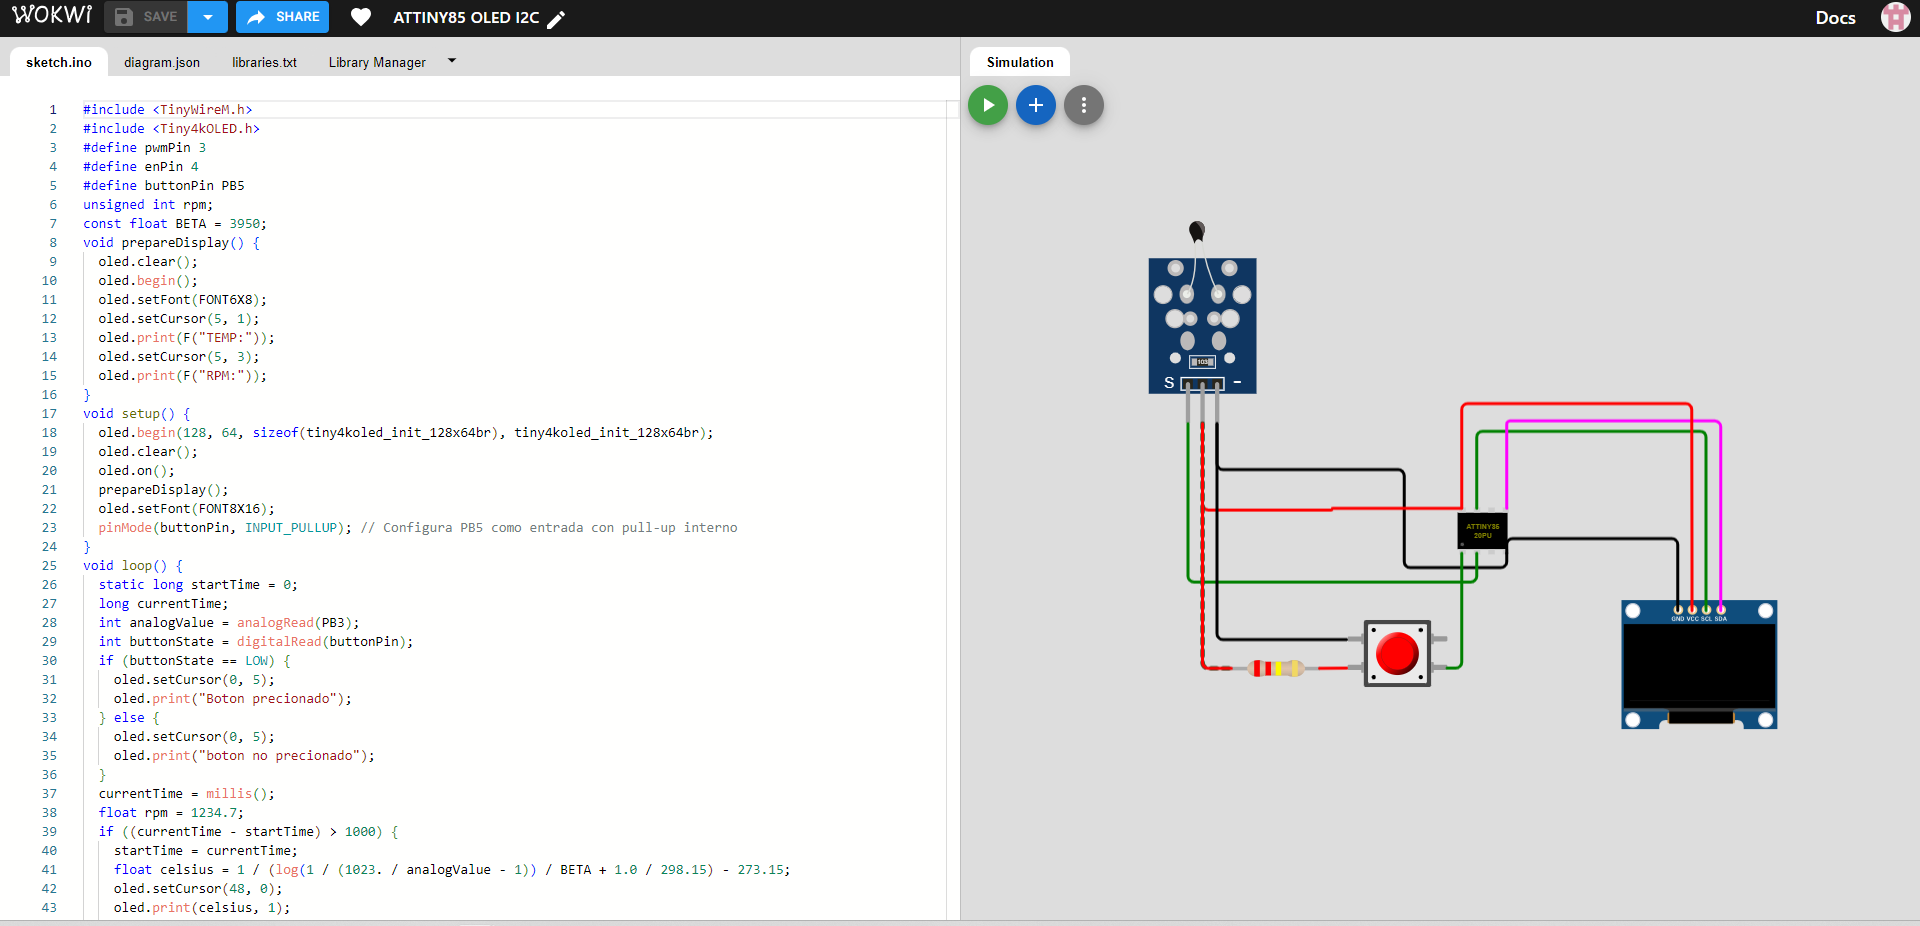 WOKWI
SAVE
SHARE
ATTINY85 OLED I2C
Docs
sketch.ino
diagram.json
libraries.txt
Library Manager
Simulation
1 #include <TinyWireM.h>
2 #include <Tiny4kOLED.h>
3 #define pwmPin 3
4 #define enPin 4
5 #define buttonPin PB5
6 unsigned int rpm;
7 const float BETA = 3950;
8 void prepareDisplay() {
9 oled.clear();
10 oled.begin();
11 oled.setFont(FONT6X8);
12 oled.setCursor(5, 1);
13 oled.print(F("TEMP:"));
14 oled.setCursor(5, 3);
15 oled.print(F("RPM:"));
16 }
17 void setup() {
18 oled.begin(128, 64, sizeof(tiny4koled_init_128x64br), tiny4koled_init_128x64br);
19 oled.clear();
20 oled.on();
21 prepareDisplay();
22 oled.setFont(FONT8X16);
23 pinMode(buttonPin, INPUT_PULLUP); // Configura PB5 como entrada con pull-up interno
24 }
25 void loop() {
26 static long startTime = 0;
27 long currentTime;
28 int analogValue = analogRead(PB3);
29 int buttonState = digitalRead(buttonPin);
30 if (buttonState == LOW) {
31 oled.setCursor(0, 5);
32 oled.print("Boton precionado");
33 } else {
34 oled.setCursor(0, 5);
35 oled.print("boton no precionado");
36 }
37 currentTime = millis();
38 float rpm = 1234.7;
39 if ((currentTime - startTime) > 1000) {
40 startTime = currentTime;
41 float celsius = 1 / (log(1 / (1023. / analogValue - 1)) / BETA + 1.0 / 298.15) - 273.15;
42 oled.setCursor(48, 0);
43 oled.print(celsius, 1);
103
S -
ATTINY85
20PU
GND VCC SCL SDA